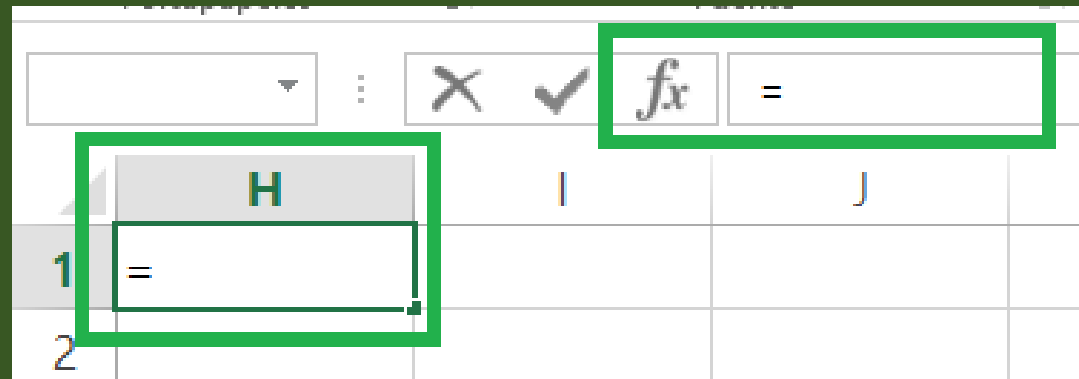 fx =
H I J
1 =
2